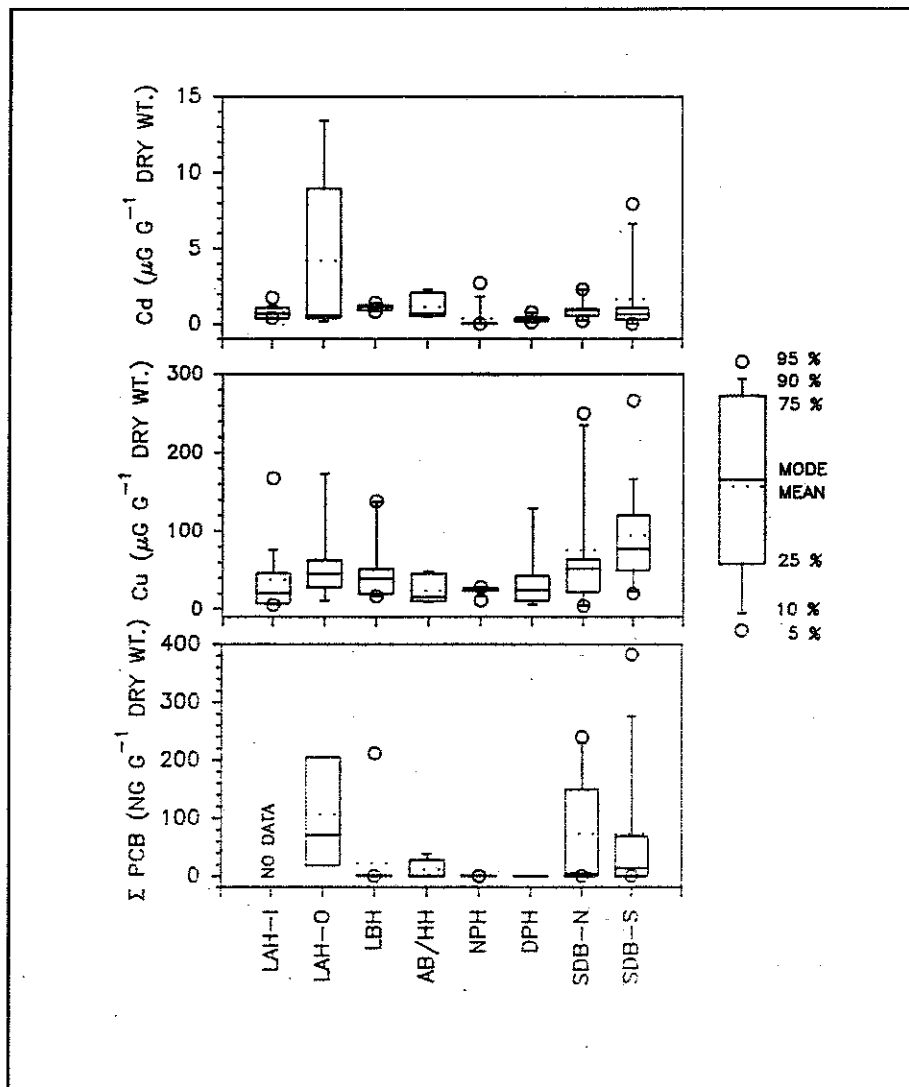 Cd (μG G⁻¹ DRY WT.)
15
10
5
0
Cu (μG G⁻¹ DRY WT.)
300
200
100
0
Σ PCB (NG G⁻¹ DRY WT.)
400
300
200
100
0
NO DATA
LAH-I
LAH-O
LBH
AB/HH
NPH
DPH
SDB-N
SDB-S
95 %
90 %
75 %
MODE
MEAN
25 %
10 %
5 %